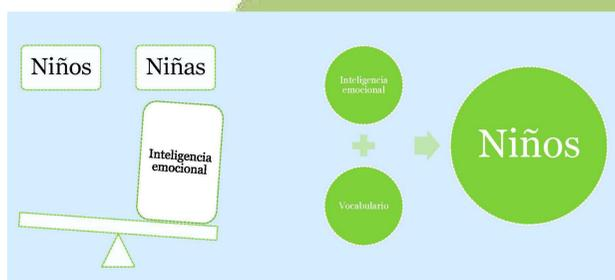 Niños
Niñas
Inteligencia
emocional
Inteligencia
emocional
Vocabulario
Niños